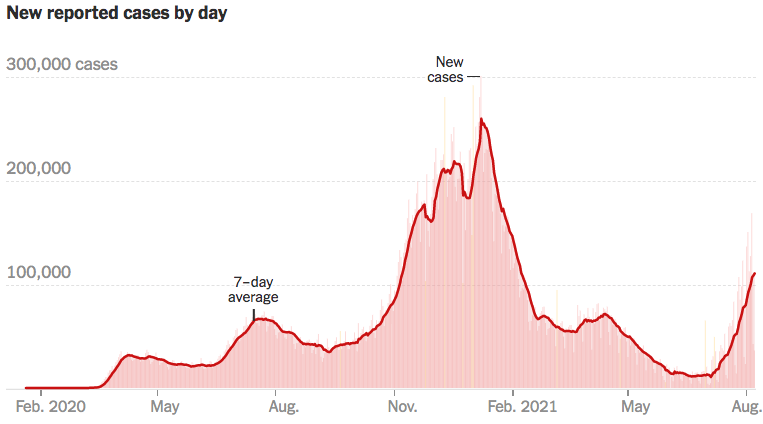 New reported cases by day
300,000 cases
New
cases
200,000
100,000
7–day
average
Feb. 2020 May Aug. Nov. Feb. 2021 May Aug.